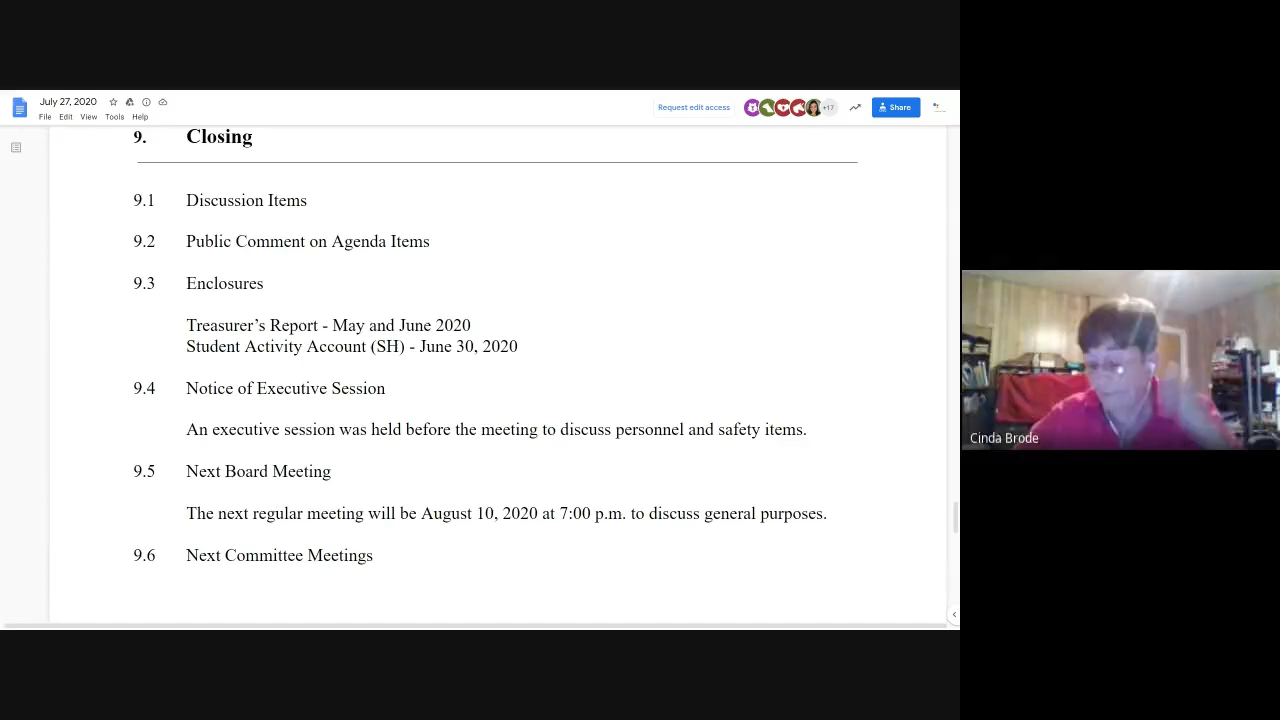 July 27, 2020
File Edit View Tools Help
Request edit access
+17
Share
9. Closing
9.1 Discussion Items
9.2 Public Comment on Agenda Items
9.3 Enclosures
Treasurer’s Report - May and June 2020
Student Activity Account (SH) - June 30, 2020
9.4 Notice of Executive Session
An executive session was held before the meeting to discuss personnel and safety items.
9.5 Next Board Meeting
The next regular meeting will be August 10, 2020 at 7:00 p.m. to discuss general purposes.
9.6 Next Committee Meetings
Cinda Brode